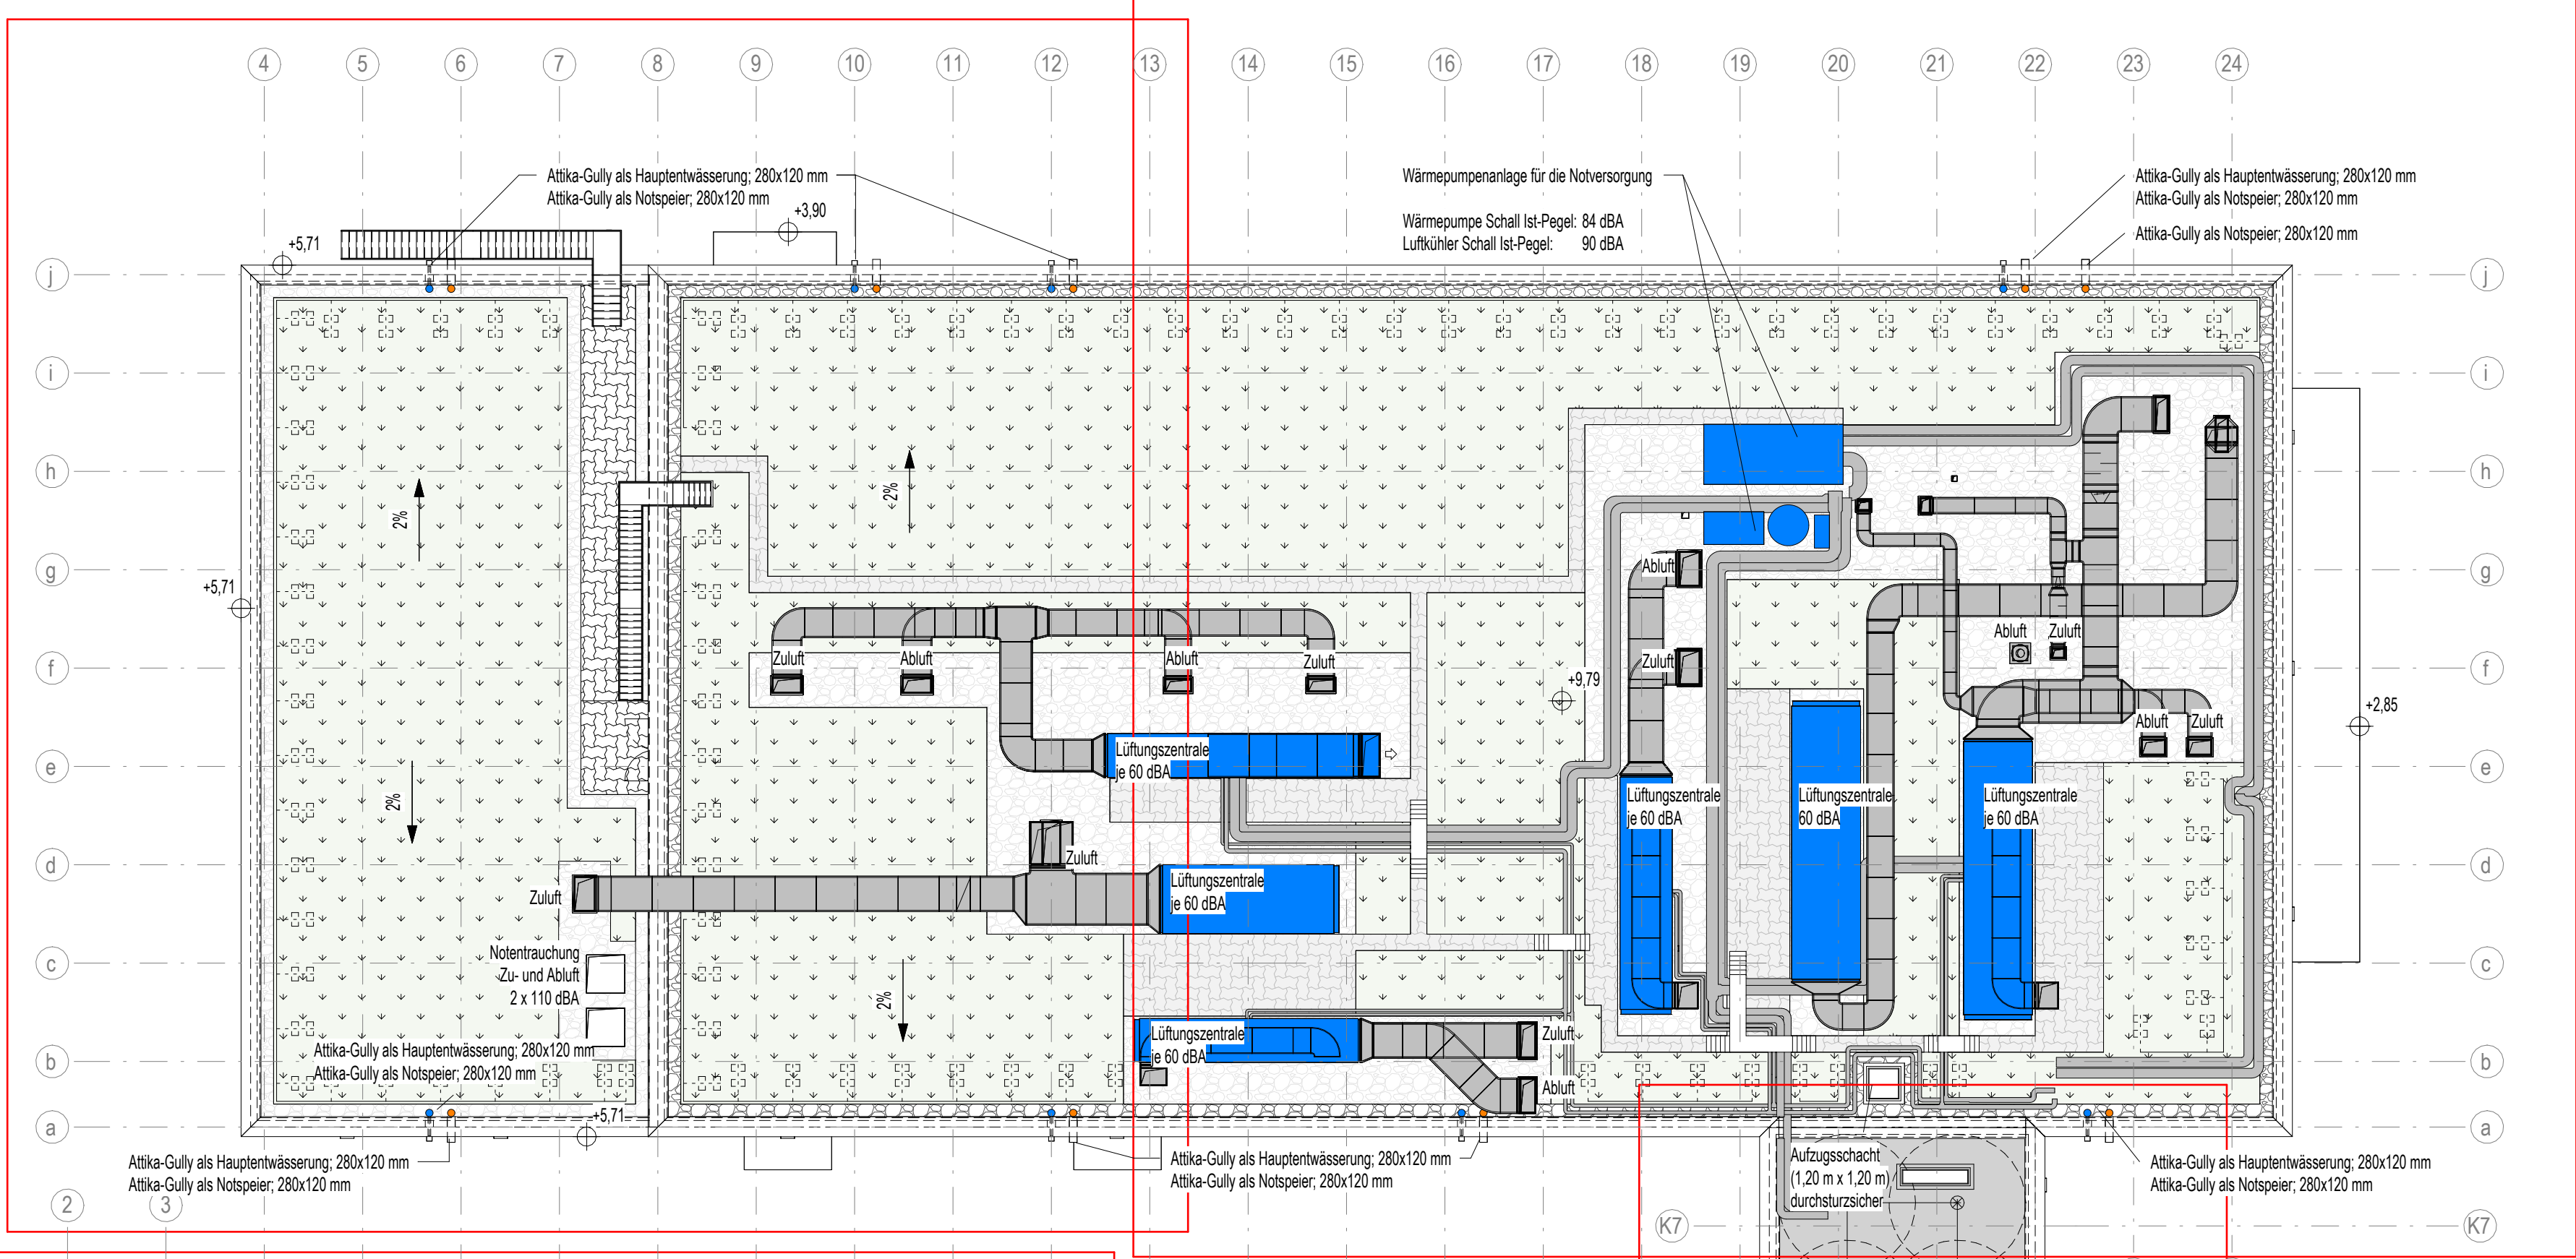 4 5 6 7 8 9 10 11 12 13 14 15 16 17 18 19 20 21 22 23 24
Attika-Gully als Hauptentwässerung; 280x120 mm
Attika-Gully als Notspeier; 280x120 mm
+3,90
+5,71
Wärmepumpenanlage für die Notversorgung
Wärmepumpe Schall Ist-Pegel: 84 dBA
Luftkühler Schall Ist-Pegel: 90 dBA
Attika-Gully als Hauptentwässerung; 280x120 mm
Attika-Gully als Notspeier; 280x120 mm
Attika-Gully als Notspeier; 280x120 mm
j j
i i
h h
2%
2%
g g
Abluft
+5,71
Zuluft
Abluft
Abluft
Zuluft
Zuluft
Abluft
Zuluft
f f
+9,79
+2,85
Abluft
Zuluft
e e
Lüftungszentrale
je 60 dBA
2%
Lüftungszentrale
je 60 dBA
Lüftungszentrale
60 dBA
Lüftungszentrale
je 60 dBA
Zuluft
d d
Zuluft
Lüftungszentrale
je 60 dBA
Notentrauchung
Zu- und Abluft
2 x 110 dBA
c c
2%
Lüftungszentrale
je 60 dBA
Zuluft
Abluft
Attika-Gully als Hauptentwässerung; 280x120 mm
Attika-Gully als Notspeier; 280x120 mm
b b
+5,71
a a
Attika-Gully als Hauptentwässerung; 280x120 mm
Attika-Gully als Notspeier; 280x120 mm
Attika-Gully als Hauptentwässerung; 280x120 mm
Attika-Gully als Notspeier; 280x120 mm
Aufzugsschacht
(1,20 m x 1,20 m)
durchsturzsicher
Attika-Gully als Hauptentwässerung; 280x120 mm
Attika-Gully als Notspeier; 280x120 mm
2 3
K7 K7